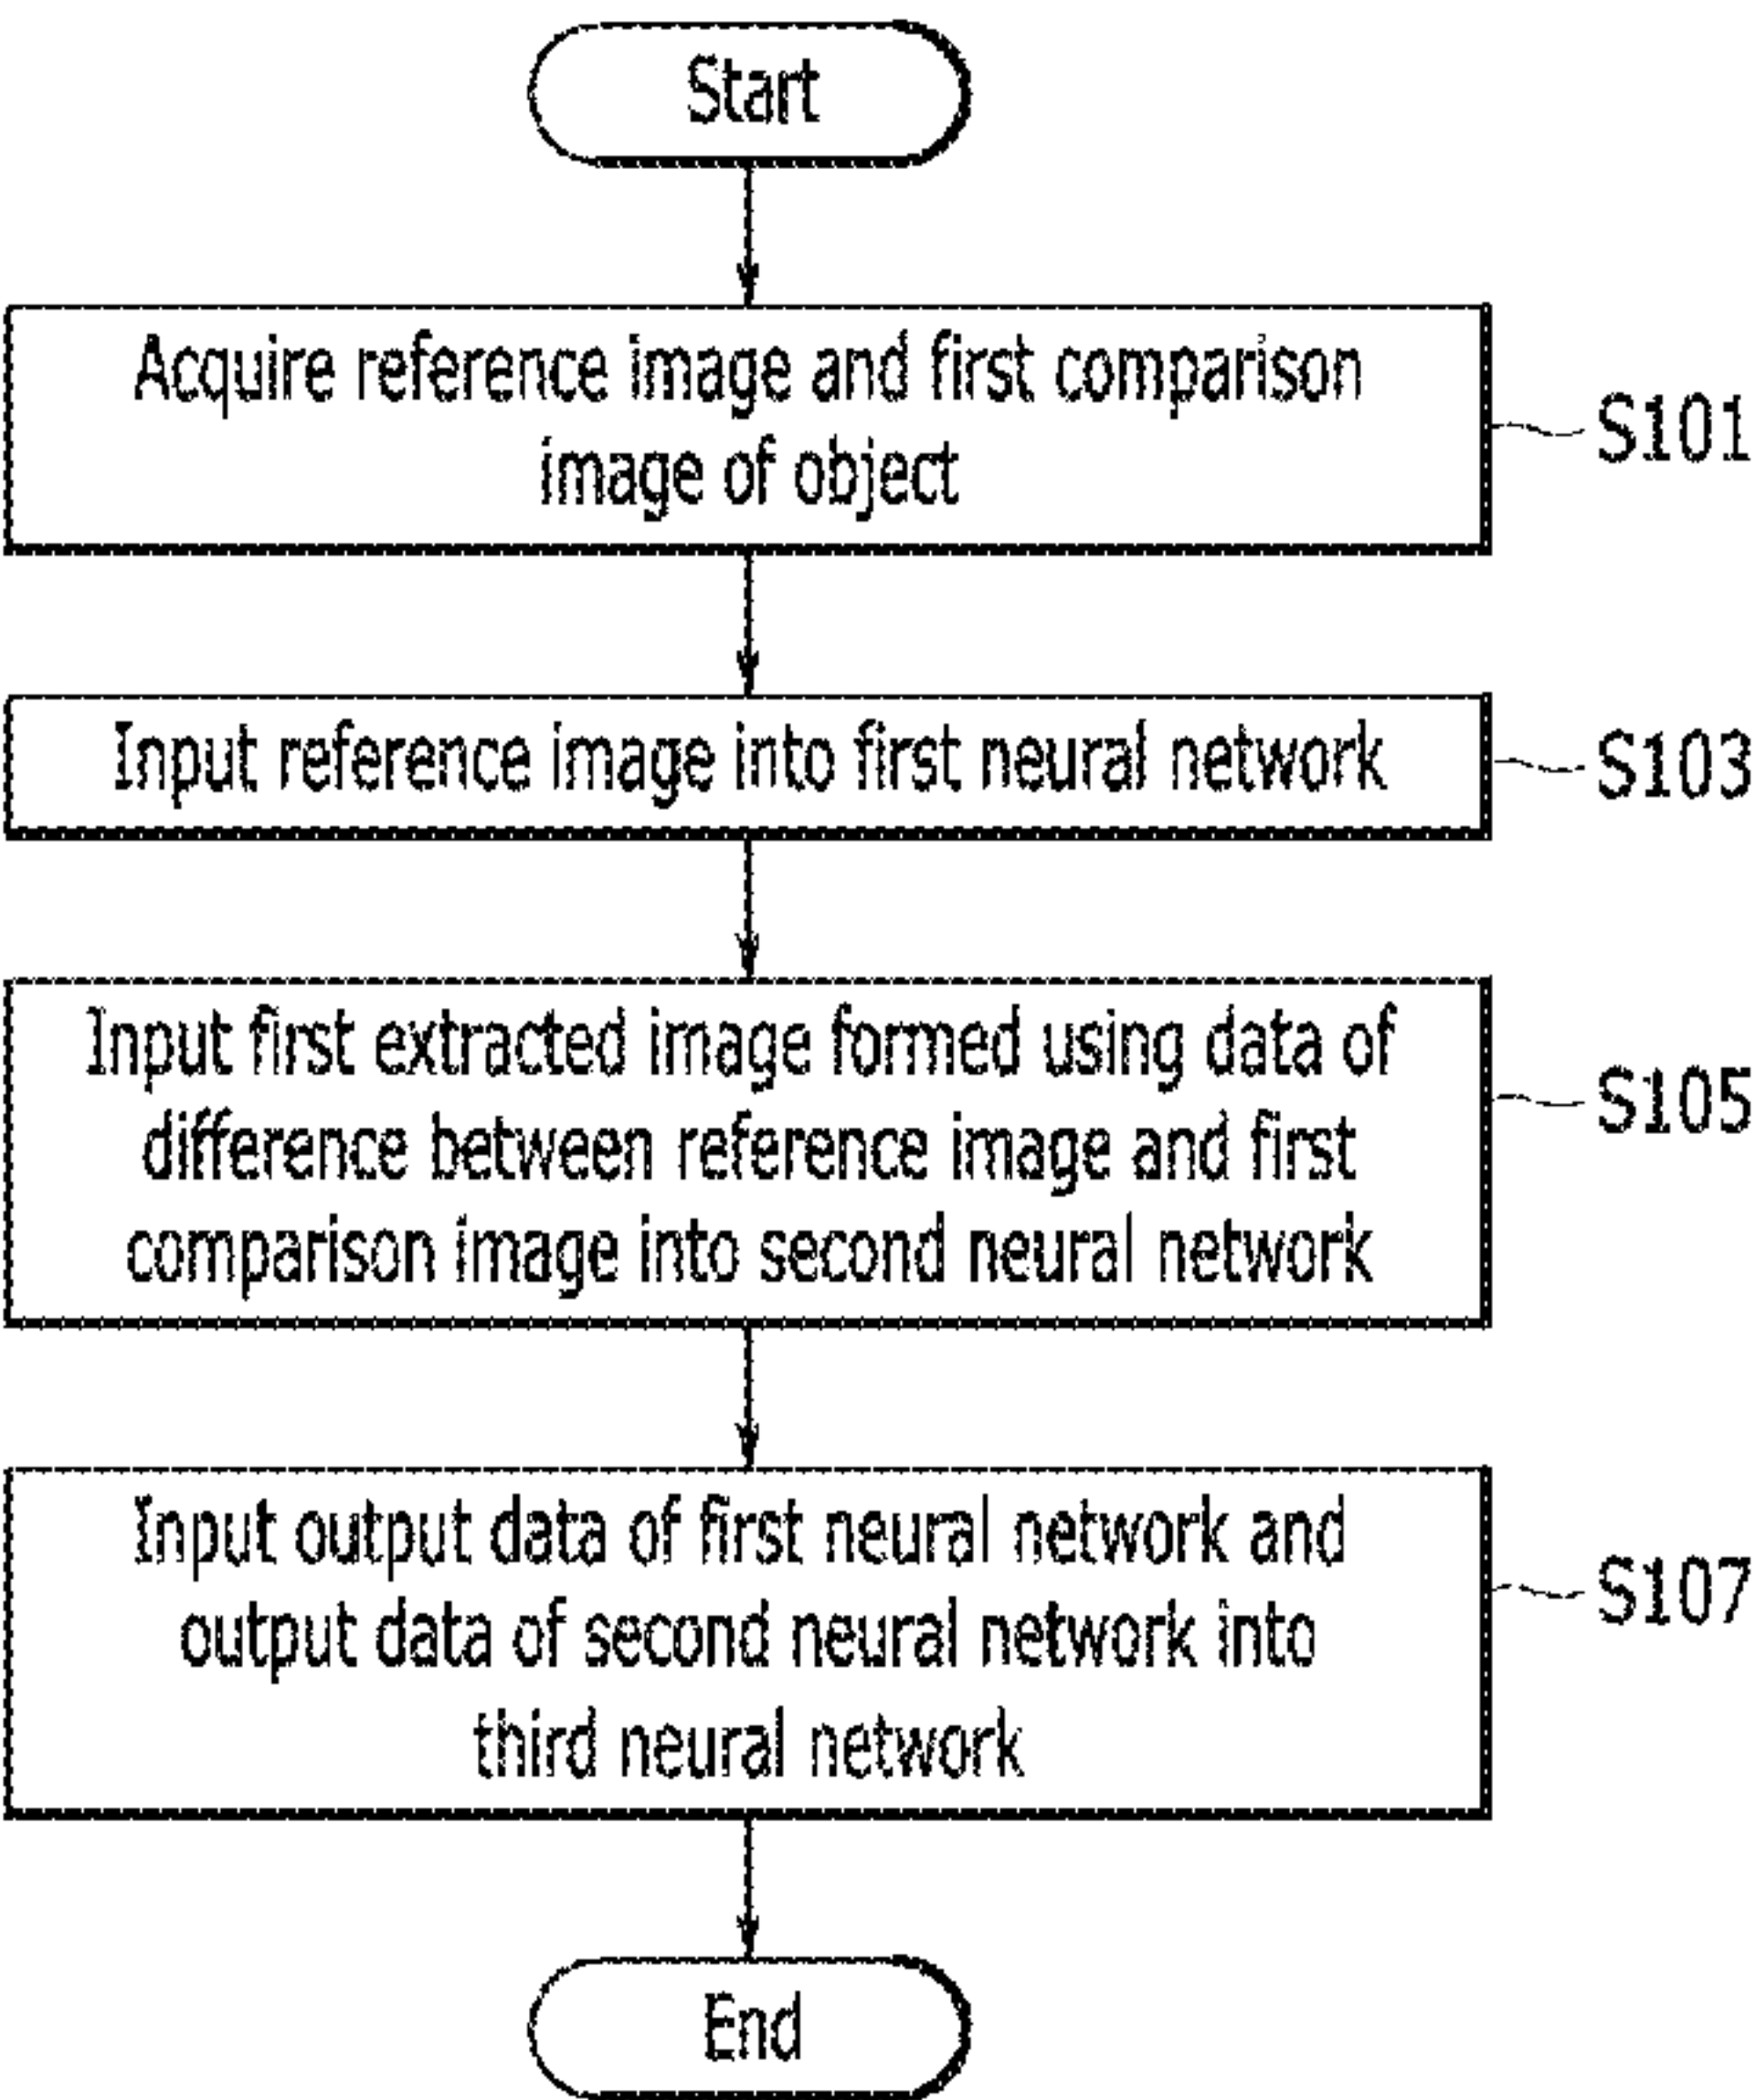 Start
Acquire reference image and first comparison
image of object
S101
Input reference image into first neural network
S103
Input first extracted image formed using data of
difference between reference image and first
comparison image into second neural network
S105
Input output data of first neural network and
output data of second neural network into
third neural network
S107
End